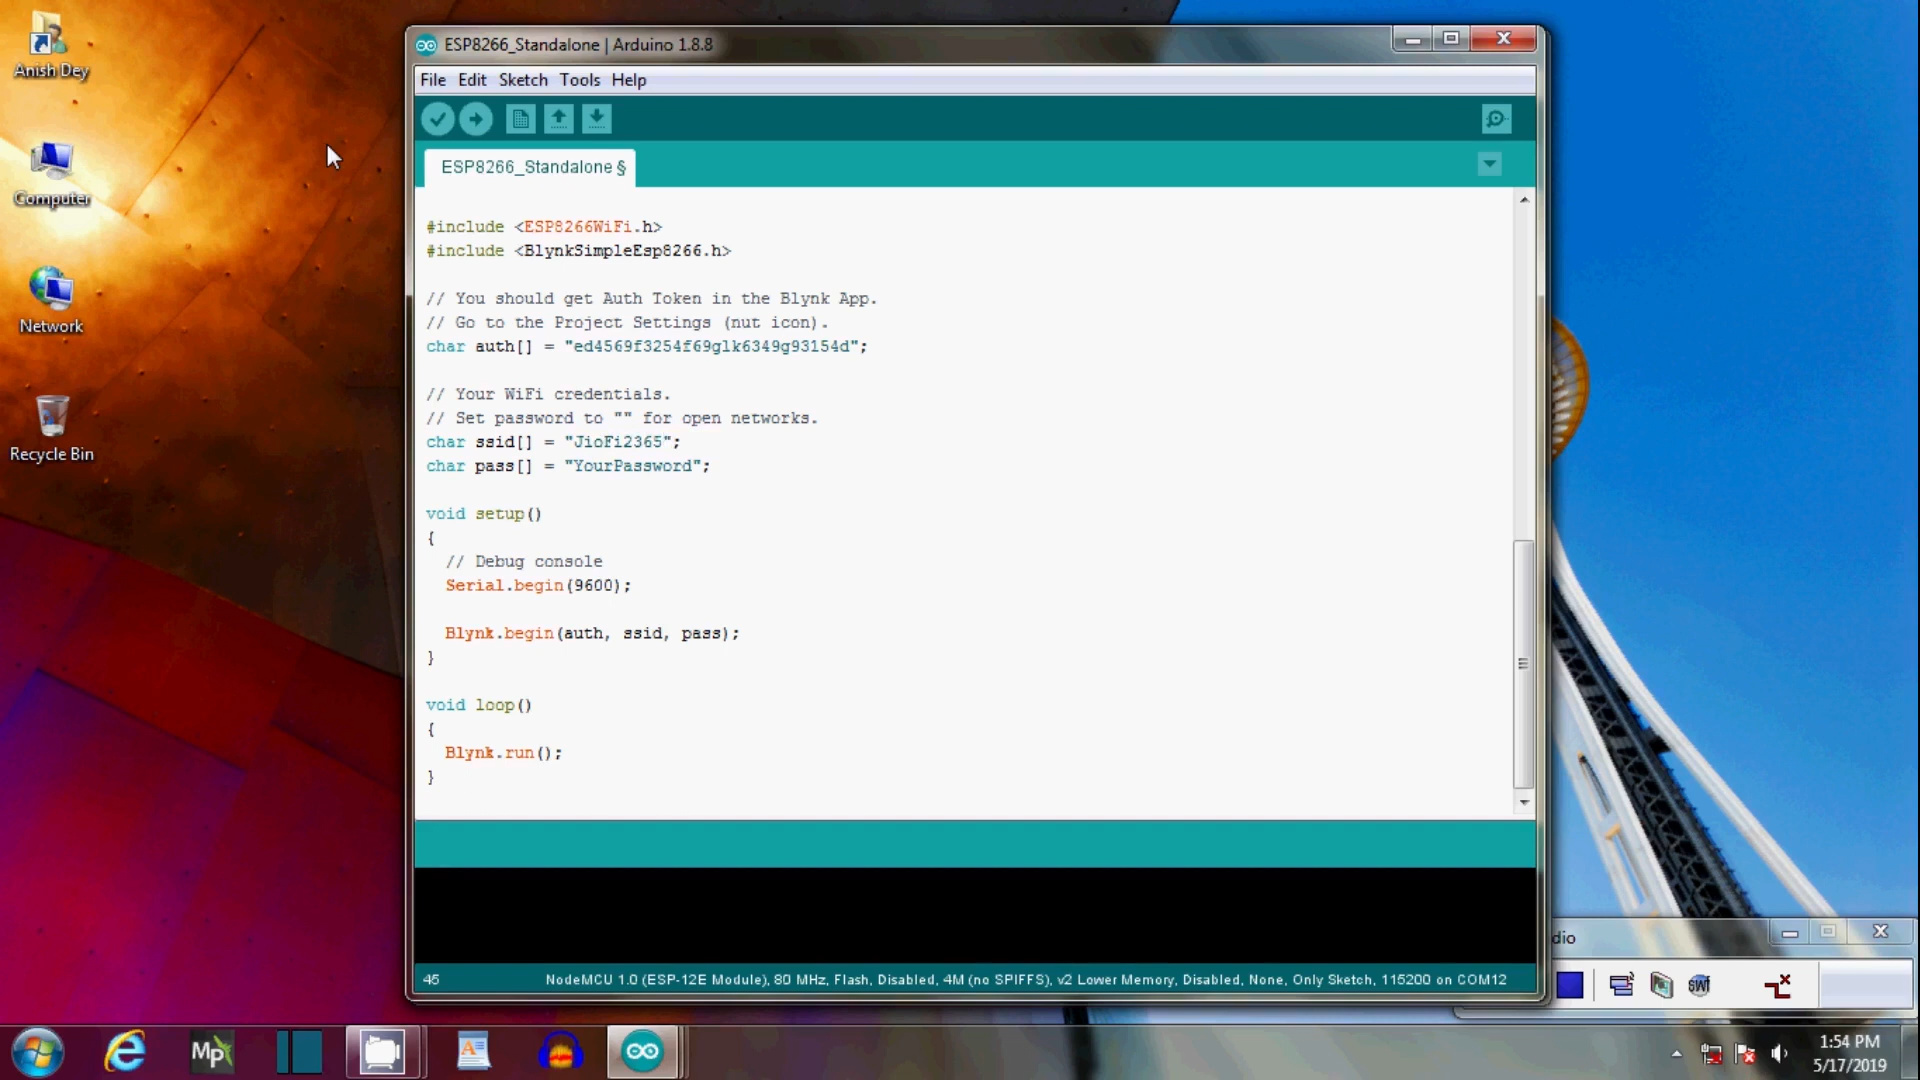 Anish Dey
Computer
Network
Recycle Bin
ESP8266_Standalone | Arduino 1.8.8
File Edit Sketch Tools Help
ESP8266_Standalone §
#include <ESP8266WiFi.h>
#include <BlynkSimpleEsp8266.h>
// You should get Auth Token in the Blynk App.
// Go to the Project Settings (nut icon).
char auth[] = "ed4569f3254f69glk6349g93154d";
// Your WiFi credentials.
// Set password to "" for open networks.
char ssid[] = "JioFi2365";
char pass[] = "YourPassword";
void setup()
{
// Debug console
Serial.begin(9600);
Blynk.begin(auth, ssid, pass);
}
void loop()
{
Blynk.run();
}
45
NodeMCU 1.0 (ESP-12E Module), 80 MHz, Flash, Disabled, 4M (no SPIFFS), v2 Lower Memory, Disabled, None, Only Sketch, 115200 on COM12
dio
SWF
Mp
1:54 PM
5/17/2019